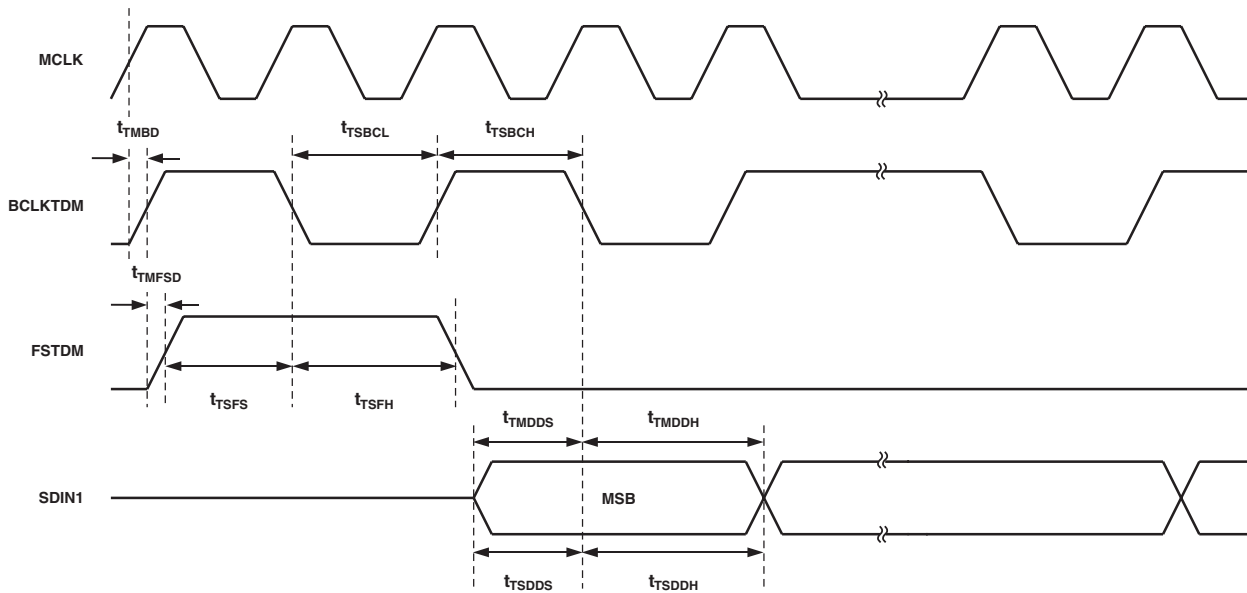 MCLK
tTMBD
tTSBCL
tTSBCH
BCLKTDM
tTMFSD
FSTDM
tTSFS
tTSFH
tTMDDS
tTMDDH
SDIN1
MSB
tTSDDS
tTSDDH